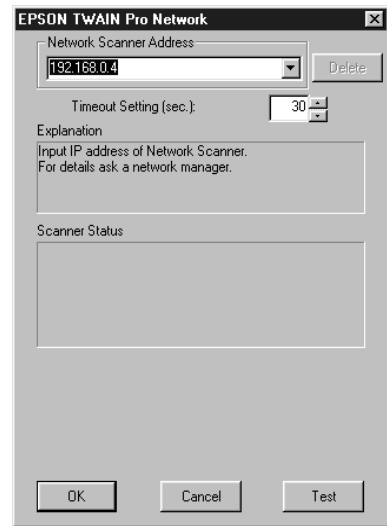 EPSON TWAIN Pro Network
Network Scanner Address
192.168.0.4
Delete
Timeout Setting (sec.):
30
Explanation
Input IP address of Network Scanner.
For details ask a network manager.
Scanner Status
OK
Cancel
Test